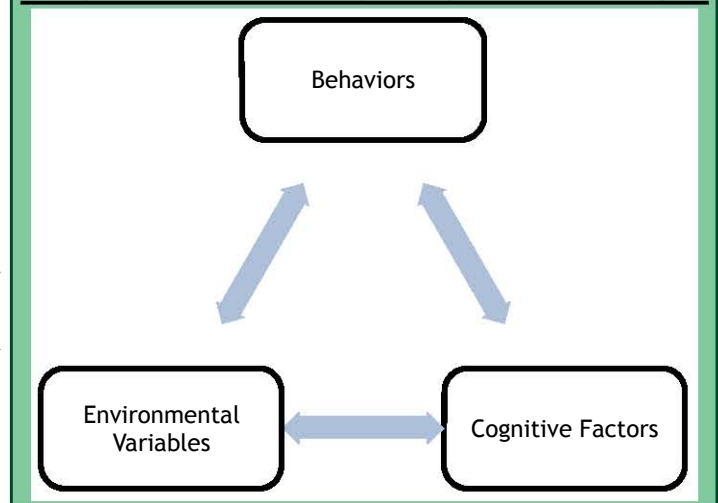 Behaviors
Environmental
Variables
Cognitive Factors